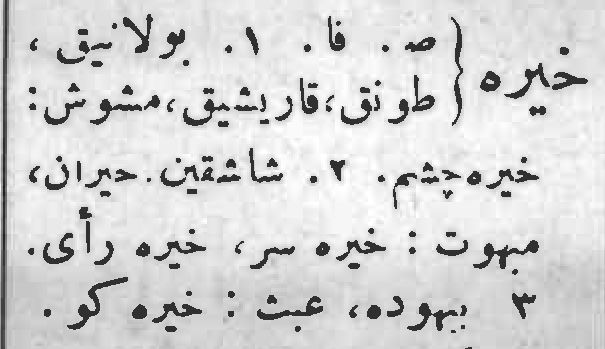 خیره { ص. فا. ۱. بولانیق،
طونق، قاریشیق، مشوش:
خیره چشم. ۲. شاشقین. حیران،
مبهوت : خیره سر، خیره رأی.
۳ بیهوده، عبث : خیره کو .